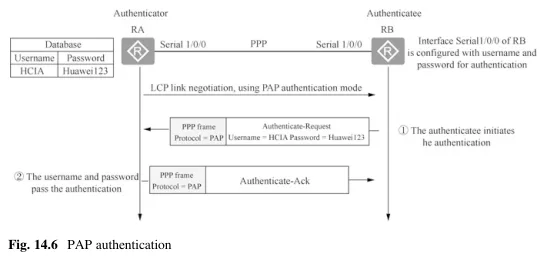 Authenticator
Authenticatee
RA
RB
Database
Username Password
HCIA Huawei123
Serial 1/0/0 PPP Serial 1/0/0
Interface Serial1/0/0 of RB
is configured with username and
password for authentication
LCP link negotiation, using PAP authentication mode
PPP frame
Protocol = PAP
Authenticate-Request
Username = HCIA Password = Huawei123
① The authenticatee initiates
he authentication
② The username and password
pass the authentication
PPP frame
Protocol = PAP
Authenticate-Ack
Fig. 14.6 PAP authentication